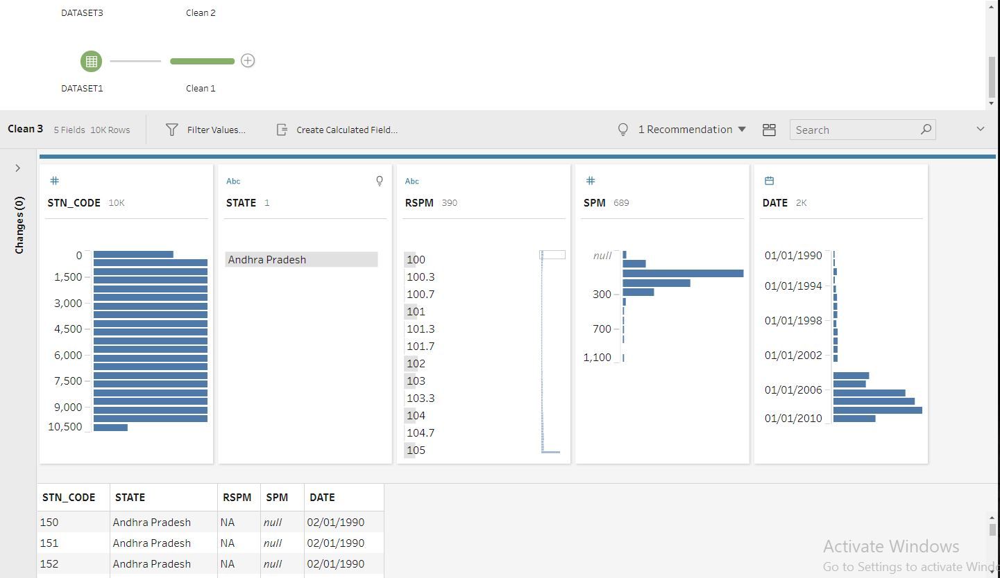 DATASET3 Clean 2
DATASET1 Clean 1
Clean 3 5 Fields 10K Rows Filter Values... Create Calculated Field... 1 Recommendation Search
Changes (0)
# 
STN_CODE 10K
0
1,500
3,000
4,500
6,000
7,500
9,000
10,500
Abc
STATE 1
Andhra Pradesh
Abc
RSPM 390
100
100.3
100.7
101
101.3
101.7
102
103
103.3
104
104.7
105
#
SPM 689
null
300
700
1,100
DATE 2K
01/01/1990
01/01/1994
01/01/1998
01/01/2002
01/01/2006
01/01/2010
STN_CODE STATE RSPM SPM DATE
150 Andhra Pradesh NA null 02/01/1990
151 Andhra Pradesh NA null 02/01/1990
152 Andhra Pradesh NA null 02/01/1990
Activate Windows
Go to Settings to activate Windo